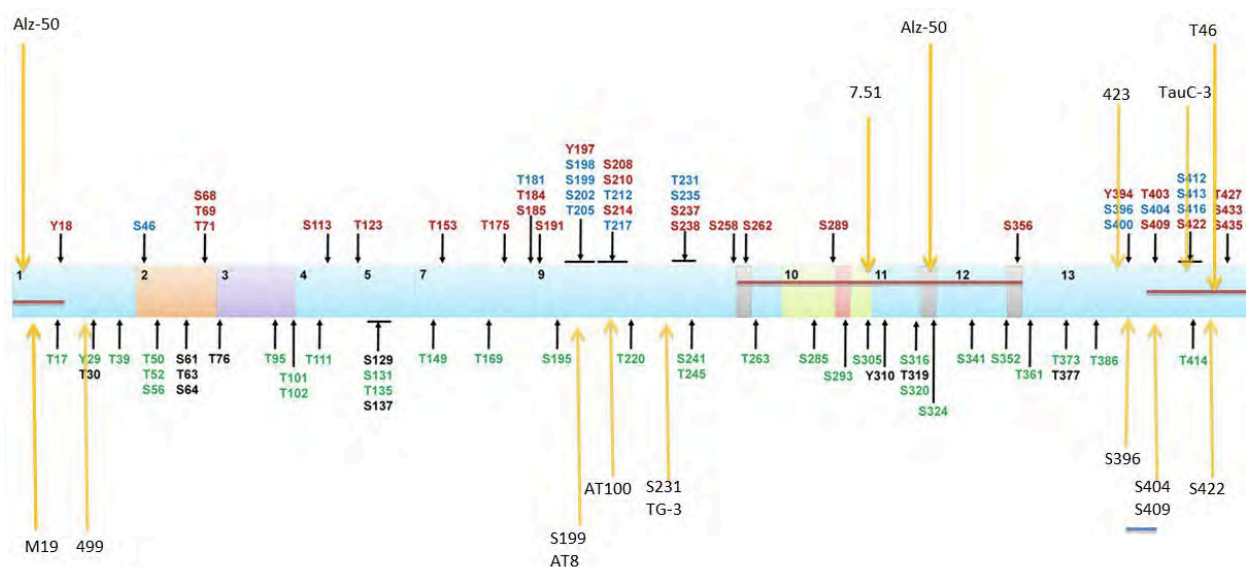 Alz-50
Alz-50
T46
7.51
423
TauC-3
Y18
S46
S68
T69
T71
S113
T123
T153
T175
T181
T184
S185
S191
Y197
S198
S199
S202
T205
S208
S210
T212
S214
T217
T231
S235
S237
S238
S258
S262
S289
S356
Y394
S396
S400
T403
S404
S409
S412
S413
S416
S422
T427
S433
S435
1
2
3
4
5
7
9
10
11
12
13
T17
Y29
T30
T39
T50
T52
S56
S61
T63
S64
T76
T95
T101
T102
T111
S129
S131
T135
S137
T149
T169
S195
T220
S241
T245
T263
S285
S293
S305
Y310
S316
T319
S320
S324
S341
S352
T361
T373
T377
T386
T414
M19
499
S199
AT8
AT100
S231
TG-3
S396
S404
S409
S422